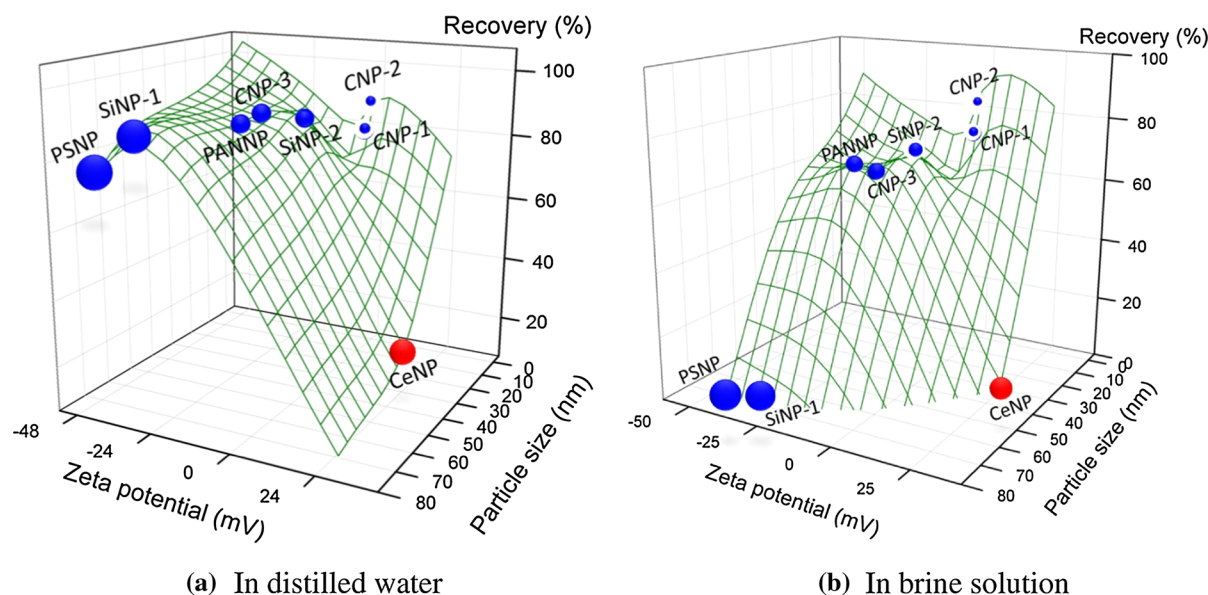 Recovery (%)
100
80
60
40
20
0
10
20
30
40
50
60
70
80
Particle size (nm)
-48
-24
0
24
Zeta potential (mV)
PSNP
SiNP-1
CNP-3
PANNP
SiNP-2
CNP-2
CNP-1
CeNP
(a) In distilled water
Recovery (%)
100
80
60
40
20
0
0
10
20
30
40
50
60
70
80
Particle size (nm)
-50
-25
0
25
Zeta potential (mV)
CNP-2
CNP-1
SiNP-2
PANNP
CNP-3
PSNP
SiNP-1
CeNP
(b) In brine solution